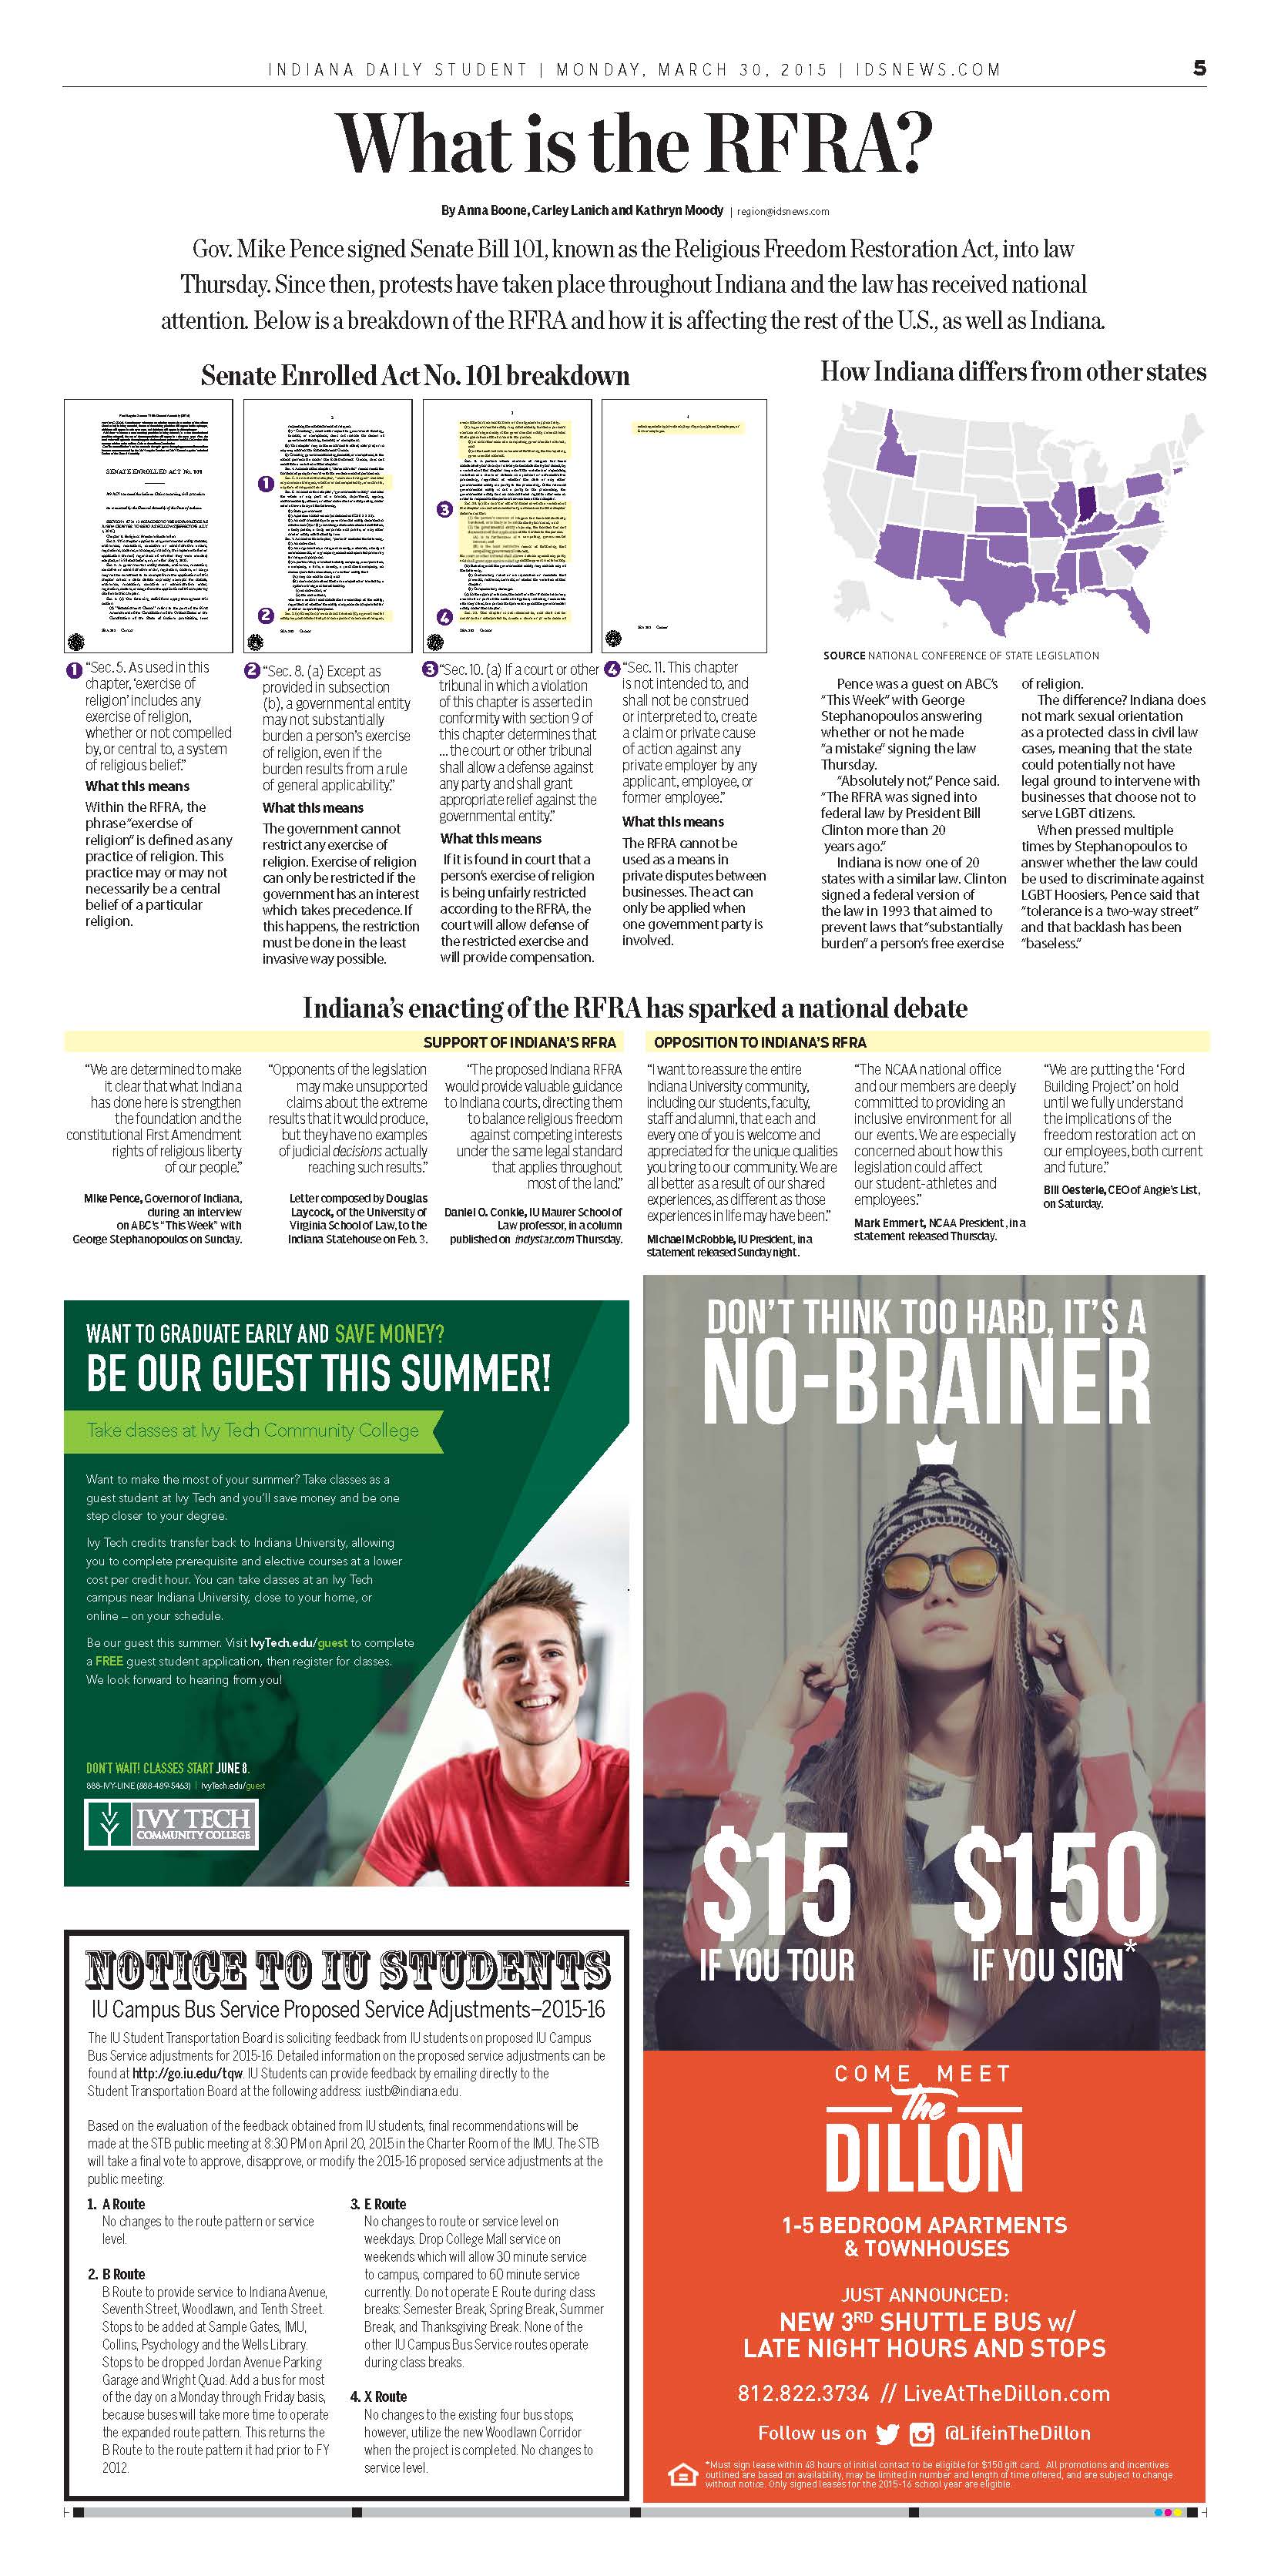 INDIANA DAILY STUDENT | MONDAY, MARCH 30, 2015 | IDSNEWS.COM
5
What is the RFRA?
By Anna Boone, Carley Lanich and Kathryn Moody | region@idsnews.com
Gov. Mike Pence signed Senate Bill 101, known as the Religious Freedom Restoration Act, into law
Thursday. Since then, protests have taken place throughout Indiana and the law has received national
attention. Below is a breakdown of the RFRA and how it is affecting the rest of the U.S., as well as Indiana.
Senate Enrolled Act No. 101 breakdown
SENATE ENROLLED ACT No. 101
1
2
3
4
1 “Sec. 5. As used in this
chapter, ‘exercise of
religion’ includes any
exercise of religion,
whether or not compelled
by, or central to, a system
of religious belief.”
What this means
Within the RFRA, the
phrase “exercise of
religion” is defined as any
practice of religion. This
practice may or may not
necessarily be a central
belief of a particular
religion.
2 “Sec. 8. (a) Except as
provided in subsection
(b), a governmental entity
may not substantially
burden a person’s exercise
of religion, even if the
burden results from a rule
of general applicability.”
What this means
The government cannot
restrict any exercise of
religion. Exercise of religion
can only be restricted if the
government has an interest
which takes precedence. If
this happens, the restriction
must be done in the least
invasive way possible.
3 “Sec. 10. (a) If a court or other
tribunal in which a violation
of this chapter is asserted in
conformity with section 9 of
this chapter determines that
... the court or other tribunal
shall allow a defense against
any party and shall grant
appropriate relief against the
governmental entity.”
What this means
If it is found in court that a
person’s exercise of religion
is being unfairly restricted
according to the RFRA, the
court will allow defense of
the restricted exercise and
will provide compensation.
4 “Sec. 11. This chapter
is not intended to, and
shall not be construed
or interpreted to, create
a claim or private cause
of action against any
private employer by any
applicant, employee, or
former employee.”
What this means
The RFRA cannot be
used as a means in
private disputes between
businesses. The act can
only be applied when
one government party is
involved.
How Indiana differs from other states
SOURCE NATIONAL CONFERENCE OF STATE LEGISLATION
Pence was a guest on ABC’s
“This Week” with George
Stephanopoulos answering
whether or not he made
“a mistake” signing the law
Thursday.
“Absolutely not,” Pence said.
“The RFRA was signed into
federal law by President Bill
Clinton more than 20
years ago.”
Indiana is now one of 20
states with a similar law. Clinton
signed a federal version of
the law in 1993 that aimed to
prevent laws that “substantially
burden” a person’s free exercise
of religion.
The difference? Indiana does
not mark sexual orientation
as a protected class in civil law
cases, meaning that the state
could potentially not have
legal ground to intervene with
businesses that choose not to
serve LGBT citizens.
When pressed multiple
times by Stephanopoulos to
answer whether the law could
be used to discriminate against
LGBT Hoosiers, Pence said that
“tolerance is a two-way street”
and that backlash has been
“baseless.”
Indiana’s enacting of the RFRA has sparked a national debate
SUPPORT OF INDIANA’S RFRA
“We are determined to make
it clear that what Indiana
has done here is strengthen
the foundation and the
constitutional First Amendment
rights of religious liberty
of our people.”
Mike Pence, Governor of Indiana,
during an interview
on ABC’s “This Week” with
George Stephanopoulos on Sunday.
“Opponents of the legislation
may make unsupported
claims about the extreme
results that it would produce,
but they have no examples
of judicial decisions actually
reaching such results.”
Letter composed by Douglas
Laycock, of the University of
Virginia School of Law, to the
Indiana Statehouse on Feb. 3.
“The proposed Indiana RFRA
would provide valuable guidance
to Indiana courts, directing them
to balance religious freedom
against competing interests
under the same legal standard
that applies throughout
most of the land.”
Daniel O. Conkle, IU Maurer School of
Law professor, in a column
published on indystar.com Thursday.
OPPOSITION TO INDIANA’S RFRA
“I want to reassure the entire
Indiana University community,
including our students, faculty,
staff and alumni, that each and
every one of you is welcome and
appreciated for the unique qualities
you bring to our community. We are
all better as a result of our shared
experiences, as different as those
experiences in life may have been.”
Michael McRobbie, IU President, in a
statement released Sunday night.
“The NCAA national office
and our members are deeply
committed to providing an
inclusive environment for all
our events. We are especially
concerned about how this
legislation could affect
our student-athletes and
employees.”
Mark Emmert, NCAA President, in a
statement released Thursday.
“We are putting the ‘Ford
Building Project’ on hold
until we fully understand
the implications of the
freedom restoration act on
our employees, both current
and future.”
Bill Oesterle, CEO of Angie’s List,
on Saturday.
WANT TO GRADUATE EARLY AND SAVE MONEY?
BE OUR GUEST THIS SUMMER!
Take classes at Ivy Tech Community College
Want to make the most of your summer? Take classes as a
guest student at Ivy Tech and you’ll save money and be one
step closer to your degree.
Ivy Tech credits transfer back to Indiana University, allowing
you to complete prerequisite and elective courses at a lower
cost per credit hour. You can take classes at an Ivy Tech
campus near Indiana University, close to your home, or
online – on your schedule.
Be our guest this summer. Visit IvyTech.edu/guest to complete
a FREE guest student application, then register for classes.
We look forward to hearing from you!
DON’T WAIT! CLASSES START JUNE 8.
888-IVY-LINE (888-489-5463) | IvyTech.edu/guest
IVY TECH
COMMUNITY COLLEGE
NOTICE TO IU STUDENTS
IU Campus Bus Service Proposed Service Adjustments–2015-16
The IU Student Transportation Board is soliciting feedback from IU students on proposed IU Campus
Bus Service adjustments for 2015-16. Detailed information on the proposed service adjustments can be
found at http://go.iu.edu/tqw. IU Students can provide feedback by emailing directly to the
Student Transportation Board at the following address: iustb@indiana.edu.
Based on the evaluation of the feedback obtained from IU students, final recommendations will be
made at the STB public meeting at 8:30 PM on April 20, 2015 in the Charter Room of the IMU. The STB
will take a final vote to approve, disapprove, or modify the 2015-16 proposed service adjustments at the
public meeting.
1. A Route
No changes to the route pattern or service
level.
2. B Route
B Route to provide service to Indiana Avenue,
Seventh Street, Woodlawn, and Tenth Street.
Stops to be added at Sample Gates, IMU,
Collins, Psychology and the Wells Library.
Stops to be dropped Jordan Avenue Parking
Garage and Wright Quad. Add a bus for most
of the day on a Monday through Friday basis,
because buses will take more time to operate
the expanded route pattern. This returns the
B Route to the route pattern it had prior to FY
2012.
3. E Route
No changes to route or service level on
weekdays. Drop College Mall service on
weekends which will allow 30 minute service
to campus, compared to 60 minute service
currently. Do not operate E Route during class
breaks: Semester Break, Spring Break, Summer
Break, and Thanksgiving Break. None of the
other IU Campus Bus Service routes operate
during class breaks.
4. X Route
No changes to the existing four bus stops;
however, utilize the new Woodlawn Corridor
when the project is completed. No changes to
service level.
DON’T THINK TOO HARD, IT’S A
NO-BRAINER
$15
IF YOU TOUR
$150
IF YOU SIGN*
COME MEET
The
DILLON
1-5 BEDROOM APARTMENTS
& TOWNHOUSES
JUST ANNOUNCED:
NEW 3RD SHUTTLE BUS w/
LATE NIGHT HOURS AND STOPS
812.822.3734 // LiveAtTheDillon.com
Follow us on @LifeinTheDillon
*Must sign lease within 48 hours of initial contact to be eligible for $150 gift card. All promotions and incentives
outlined are based on availability, may be limited in number and length of time offered, and are subject to change
without notice. Only signed leases for the 2015-16 school year are eligible.